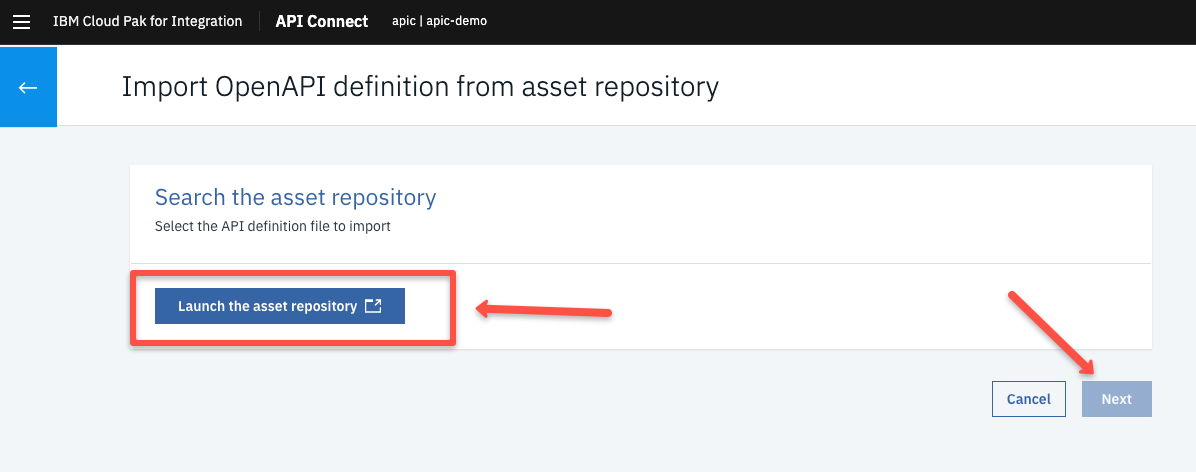 IBM Cloud Pak for Integration API Connect apic | apic-demo
Import OpenAPI definition from asset repository
Search the asset repository
Select the API definition file to import
Launch the asset repository
Cancel Next